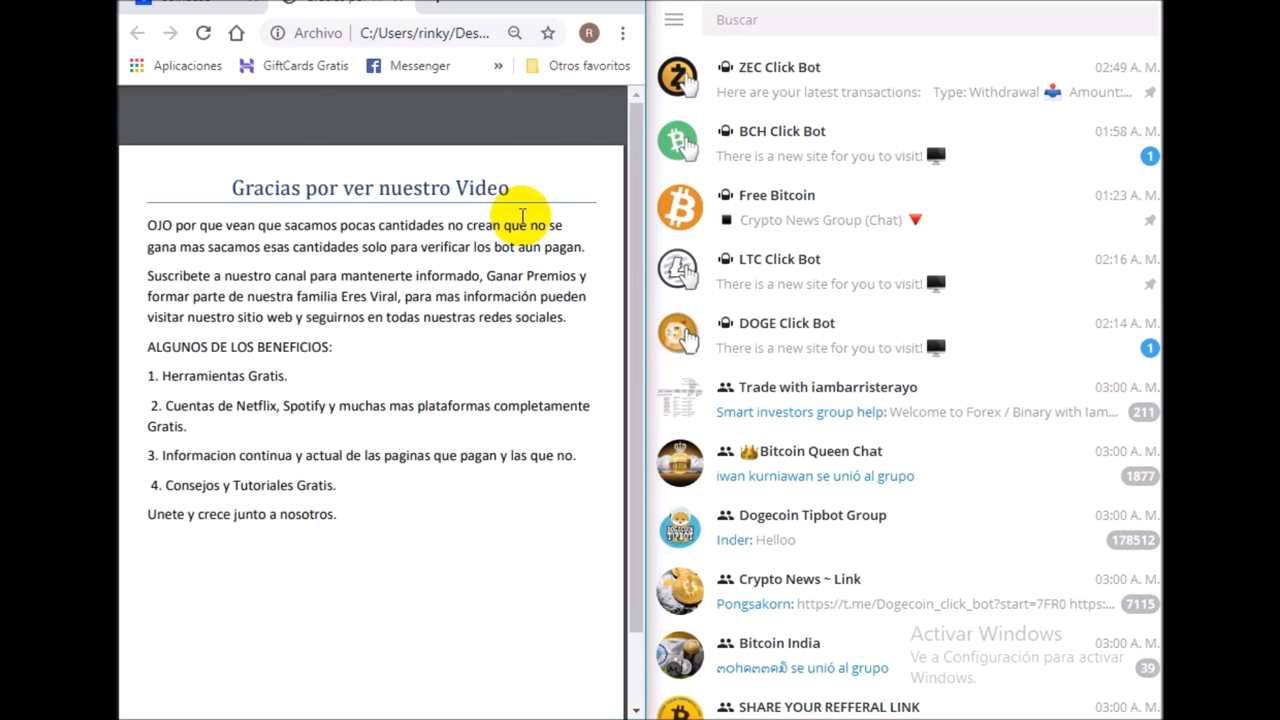 Archivo
C:/Users/rinky/Des...
R
Aplicaciones
GiftCards Gratis
Messenger
»
Otros favoritos
Gracias por ver nuestro Video
OJO por que vean que sacamos pocas cantidades no crean que no se
gana mas sacamos esas cantidades solo para verificar los bot aun pagan.
Suscribete a nuestro canal para mantenerte informado, Ganar Premios y
formar parte de nuestra familia Eres Viral, para mas información pueden
visitar nuestro sitio web y seguirnos en todas nuestras redes sociales.
ALGUNOS DE LOS BENEFICIOS:
1. Herramientas Gratis.
2. Cuentas de Netflix, Spotify y muchas mas plataformas completamente
Gratis.
3. Informacion continua y actual de las paginas que pagan y las que no.
4. Consejos y Tutoriales Gratis.
Unete y crece junto a nosotros.
Buscar
ZEC Click Bot 02:49 A. M.
Here are your latest transactions: Type: Withdrawal 📤 Amount:...
BCH Click Bot 01:58 A. M.
There is a new site for you to visit! 🖥 1
Free Bitcoin 01:23 A. M.
◾ Crypto News Group (Chat) 🔻
LTC Click Bot 02:16 A. M.
There is a new site for you to visit! 🖥
DOGE Click Bot 02:14 A. M.
There is a new site for you to visit! 🖥 1
Trade with iambarristerayo 03:00 A. M.
Smart investors group help: Welcome to Forex / Binary with Iam... 211
👑Bitcoin Queen Chat 03:00 A. M.
iwan kurniawan se unió al grupo 1877
Dogecoin Tipbot Group 03:00 A. M.
Inder: Helloo 178512
Crypto News ~ Link 03:00 A. M.
Pongsakorn: https://t.me/Dogecoin_click_bot?start=7FR0 https:... 7115
Bitcoin India 03:00 A. M.
se unió al grupo 39
SHARE YOUR REFFERAL LINK 03:00 A. M.
Activar Windows
Ve a Configuración para activar
Windows.